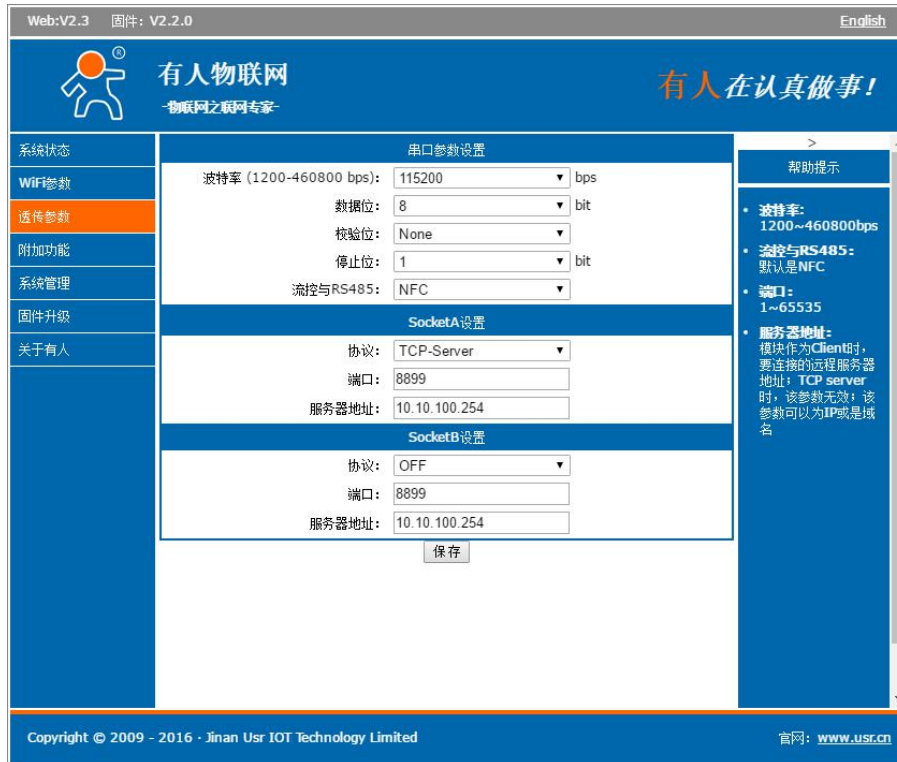 Web:V2.3 固件: V2.2.0 English
®
有人物联网
-物联网之联网专家-
有人在认真做事!
系统状态
WiFi参数
透传参数
附加功能
系统管理
固件升级
关于有人
串口参数设置
波特率 (1200-460800 bps): 115200 bps
数据位: 8 bit
校验位: None
停止位: 1 bit
流控与RS485: NFC
SocketA设置
协议: TCP-Server
端口: 8899
服务器地址: 10.10.100.254
SocketB设置
协议: OFF
端口: 8899
服务器地址: 10.10.100.254
保存
>
帮助提示
• 波特率:
1200~460800bps
• 流控与RS485:
默认是NFC
• 端口:
1~65535
• 服务器地址:
模块作为Client时,
要连接的远程服务器
地址; TCP server
时,该参数无效; 该
参数可以为IP或是域
名
Copyright © 2009 - 2016 · Jinan Usr IOT Technology Limited 官网: www.usr.cn